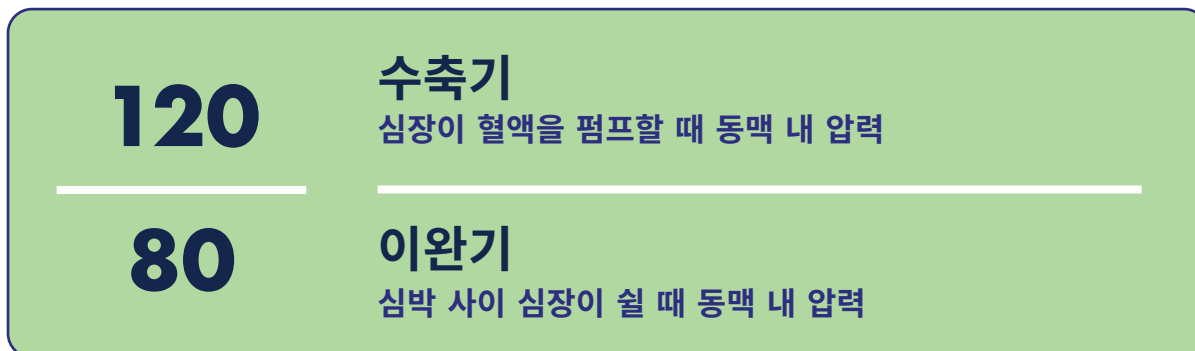 120
수축기
심장이 혈액을 펌프할 때 동맥 내 압력
80
이완기
심박 사이 심장이 쉴 때 동맥 내 압력